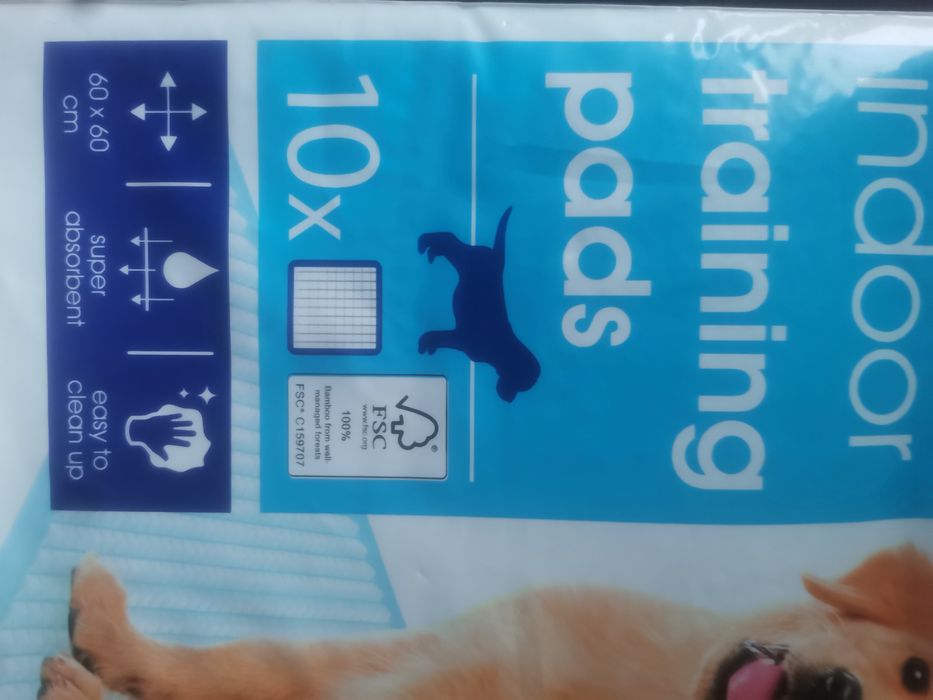 indoor
training
pads
10x
FSC®
www.fsc.org
100%
Bamboo from well-
managed forests
FSC® C159707
60 x 60
cm
super
absorbent
easy to
clean up